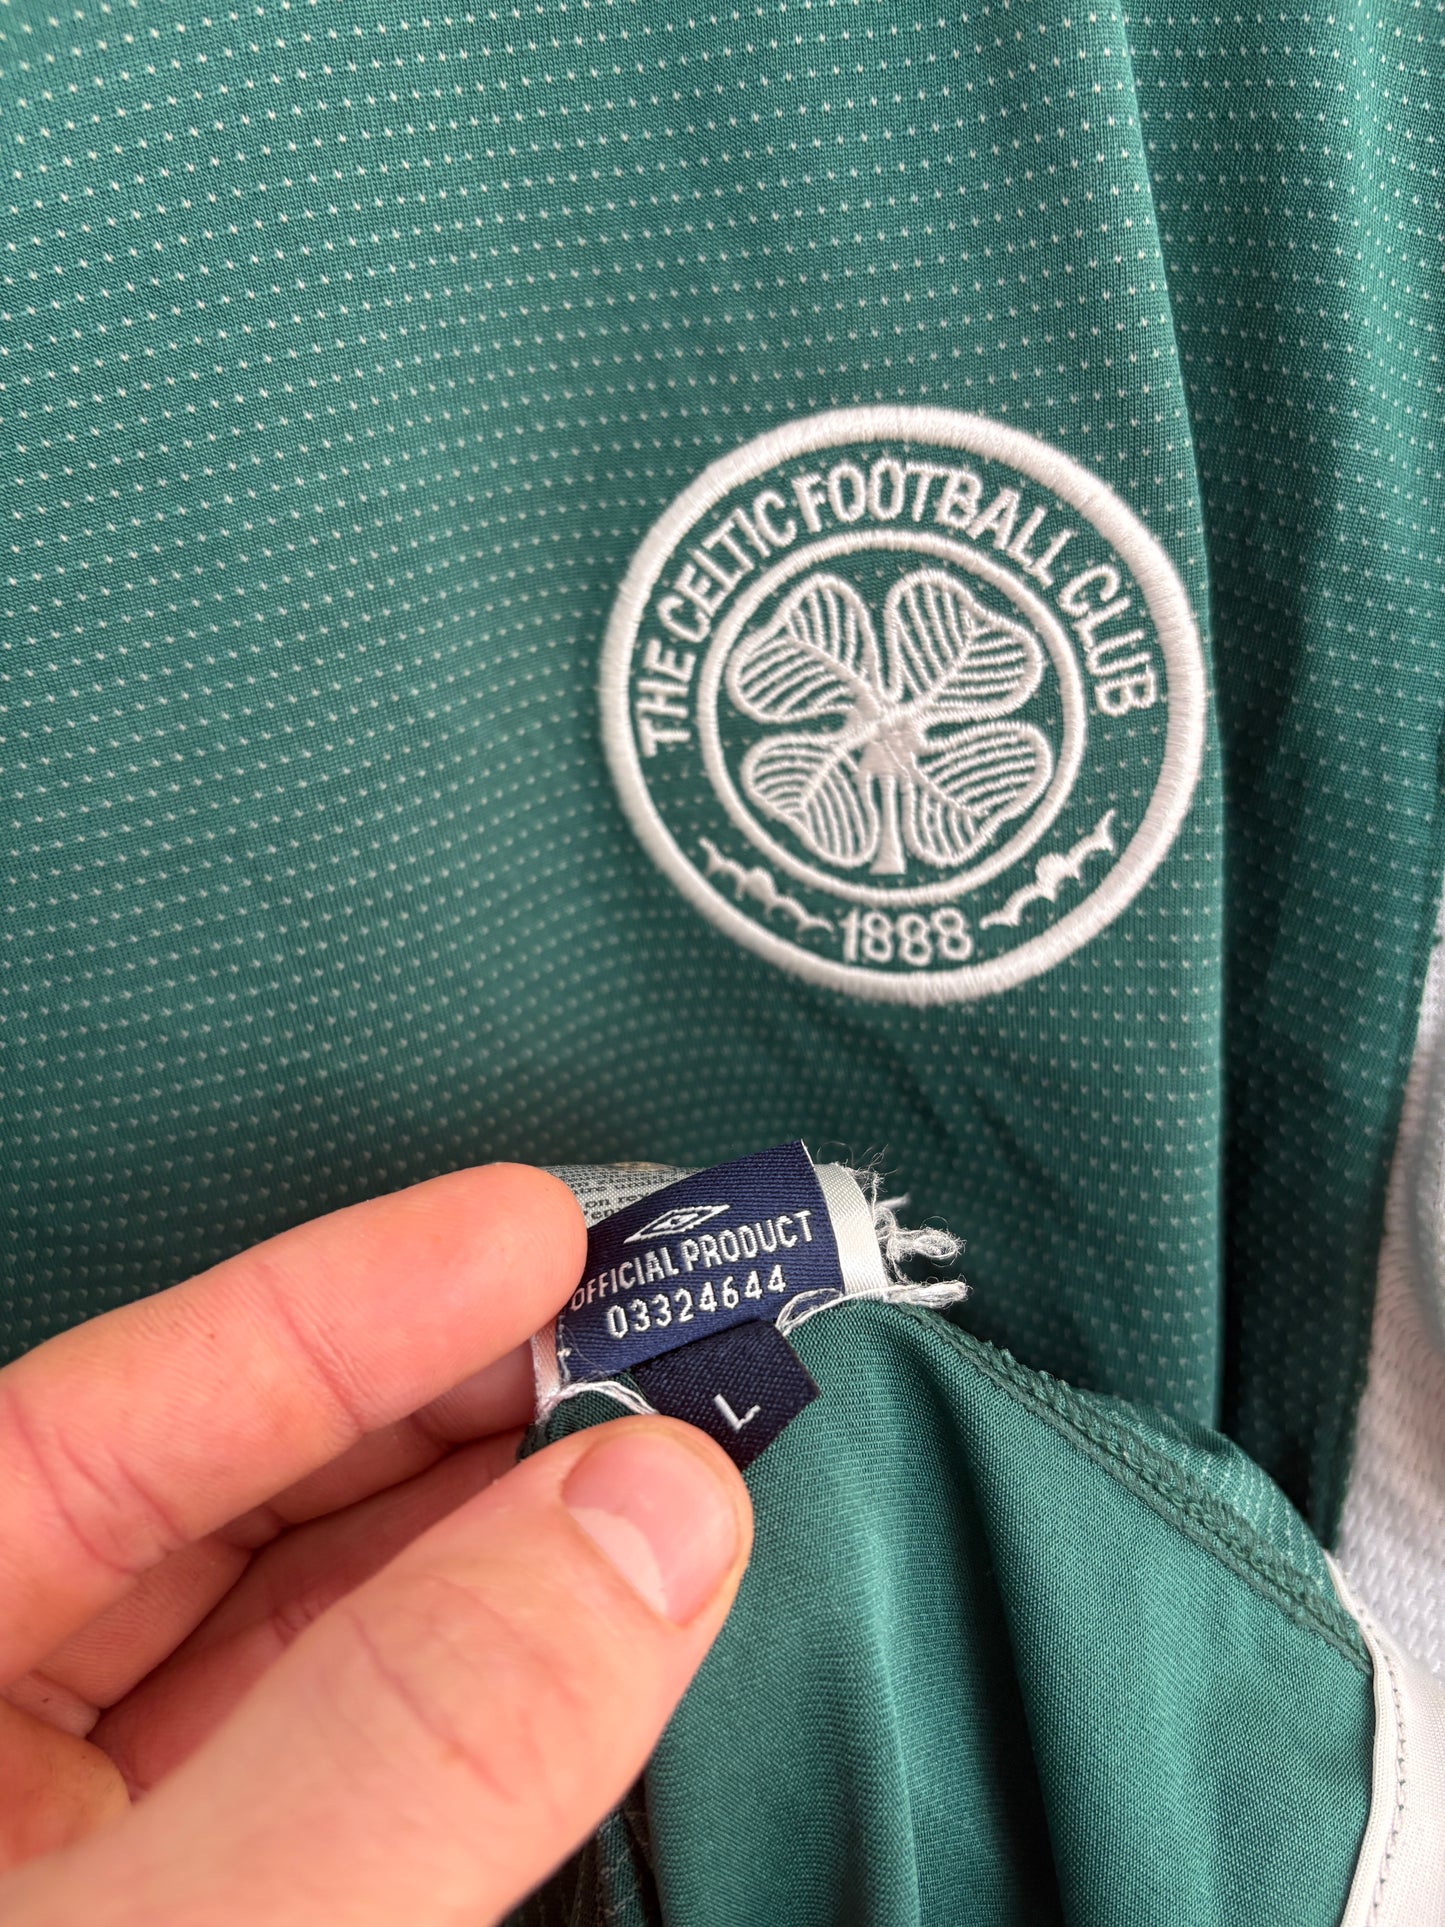 THE CELTIC FOOTBALL CLUB
1888
OFFICIAL PRODUCT
03324644
L